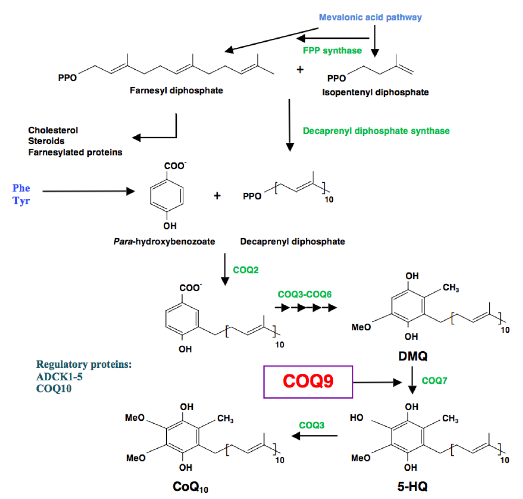 Mevalonic acid pathway
FPP synthase
PPO
+
PPO
Farnesyl diphosphate
Isopentenyl diphosphate
Decaprenyl diphosphate synthase
Cholesterol
Steroids
Farnesylated proteins
COO-
Phe
Tyr
+
PPO
10
OH
Para-hydroxybenozoate
Decaprenyl diphosphate
COQ2
COO-
COQ3-COQ6
OH
CH3
10
MeO
10
OH
OH
DMQ
Regulatory proteins:
ADCK1-5
COQ10
COQ9
COQ7
OH
OH
MeO
CH3
COQ3
HO
CH3
MeO
10
MeO
10
OH
OH
CoQ10
5-HQ